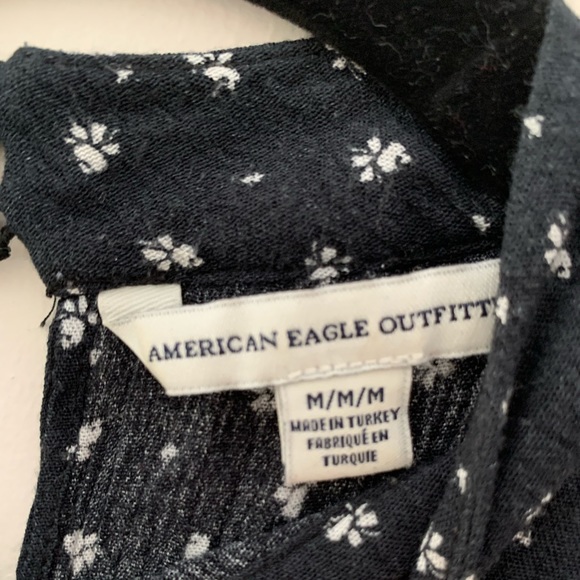 AMERICAN EAGLE OUTFITT
M/M/M
MADE IN TURKEY
FABRIQUÉ EN
TURQUIE